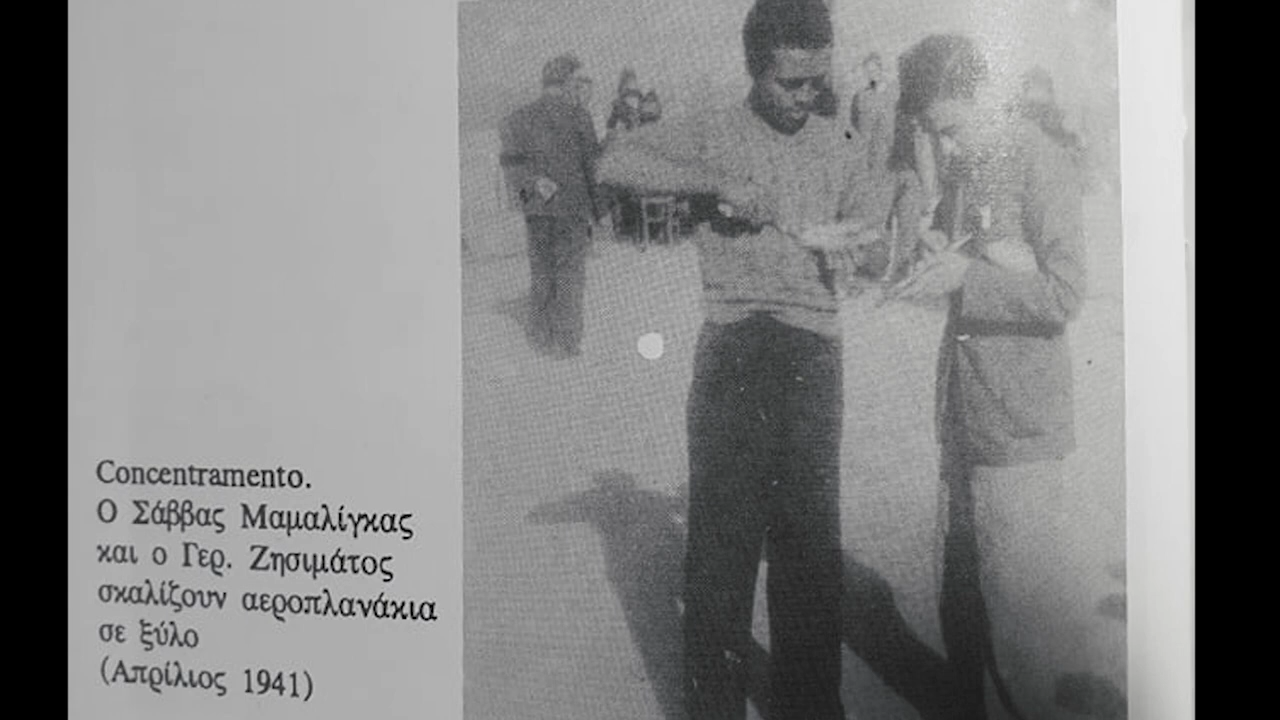 Concentramento.
Ο Σάββας Μαμαλίγκας
και ο Γερ. Ζησιμάτος
σκαλίζουν αεροπλανάκια
σε ξύλο
(Απρίλιος 1941)